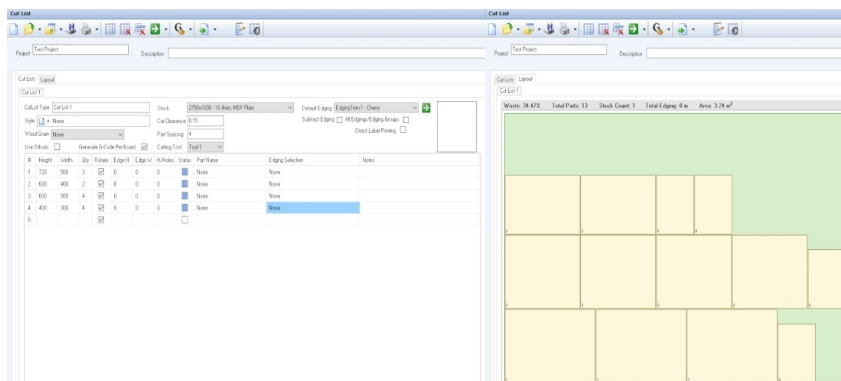 Cut List
Project Test Project Description
Cut Lists Layout
Cut List 1
CutList Type Cut List 1 Stock 2750x1830 - 16.4mm, MDF Plain Default Edging Edging1mm 1 - Cherry
Style None Cut Clearance 0.15 Subtract Edging All Edgings/Edging Groups
Wood Grain None Part Spacing 4 Direct Label Printing
Use Offcuts Generate G-Code Per Board Cutting Tool Tool 1
# Height Width Qty Rotate Edge H Edge W H.Holes Status Part Name Edging Selection Notes
1 720 580 3 0 0 0 None None
2 600 400 2 0 0 0 None None
3 600 500 4 0 0 0 None None
4 400 300 4 0 0 0 None None
5
Cut List
Project Test Project Description
Cut Lists Layout
Cut List 1
Waste: 34.47% Total Parts: 13 Stock Count: 1 Total Edging: 0 m Area: 3.24 m²